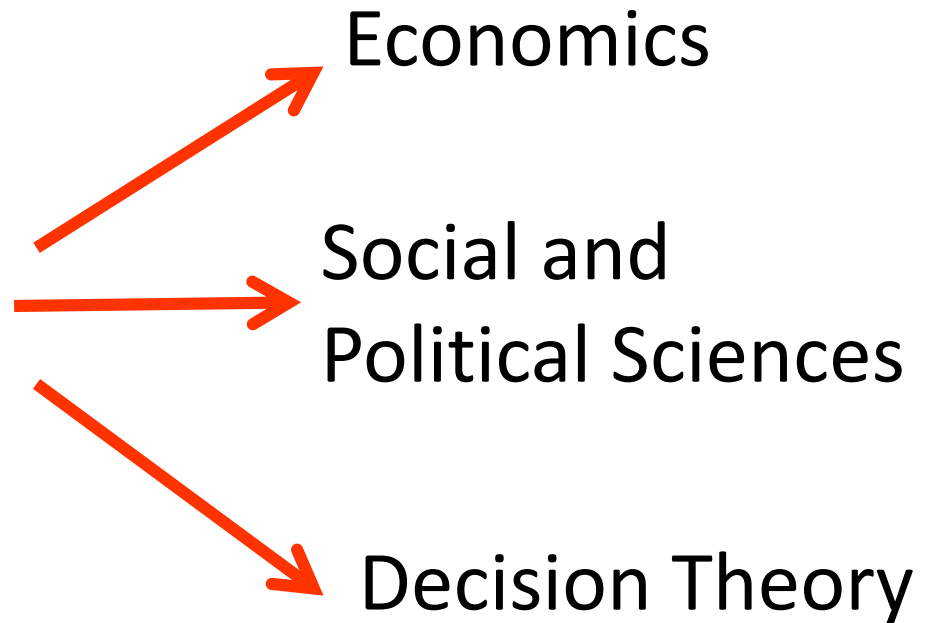 Economics
Social and
Political Sciences
Decision Theory